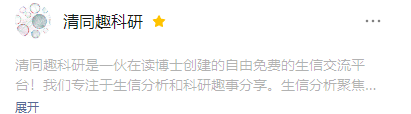 清同趣科研
清同趣科研是一伙在读博士创建的自由免费的生信交流平
台！我们专注于生信分析和科研趣事分享。生信分析聚焦...
展开